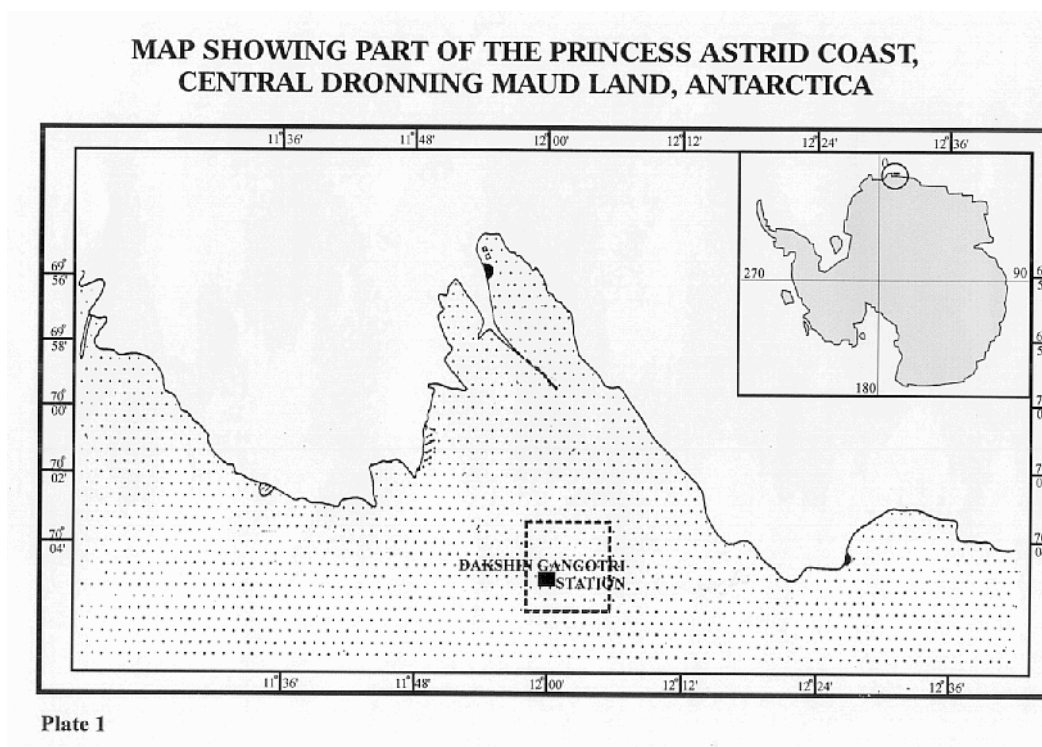 MAP SHOWING PART OF THE PRINCESS ASTRID COAST,
CENTRAL DRONNING MAUD LAND, ANTARCTICA
11°36' 11°48' 12°00' 12°12' 12°24' 12°36'
0
270 90
180
69°
56'
69°
58'
70°
00'
70°
02'
70°
04'
DAKSHIN GANGOTRI
STATION
11°36' 11°48' 12°00' 12°12' 12°24' 12°36'
Plate 1